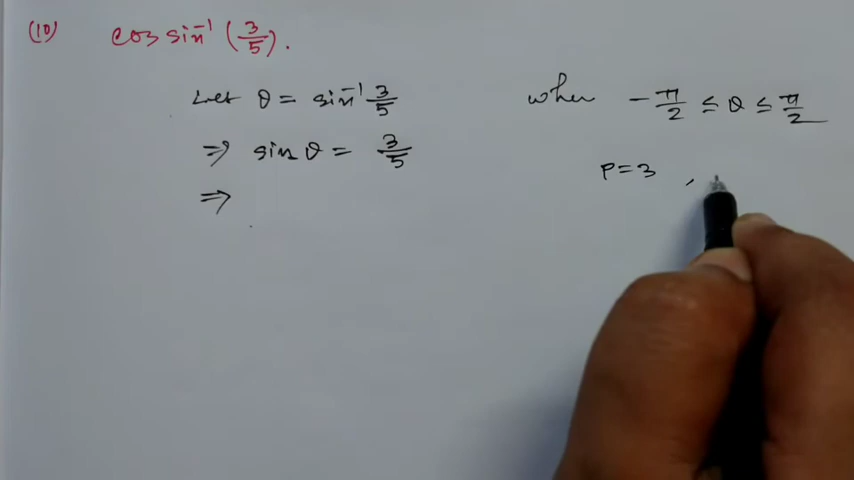 (10) cos sin⁻¹ (3/5).
Let θ = sin⁻¹ 3/5 when -π/2 ≤ θ ≤ π/2
⇒ sin θ = 3/5
P=3 ,
⇒